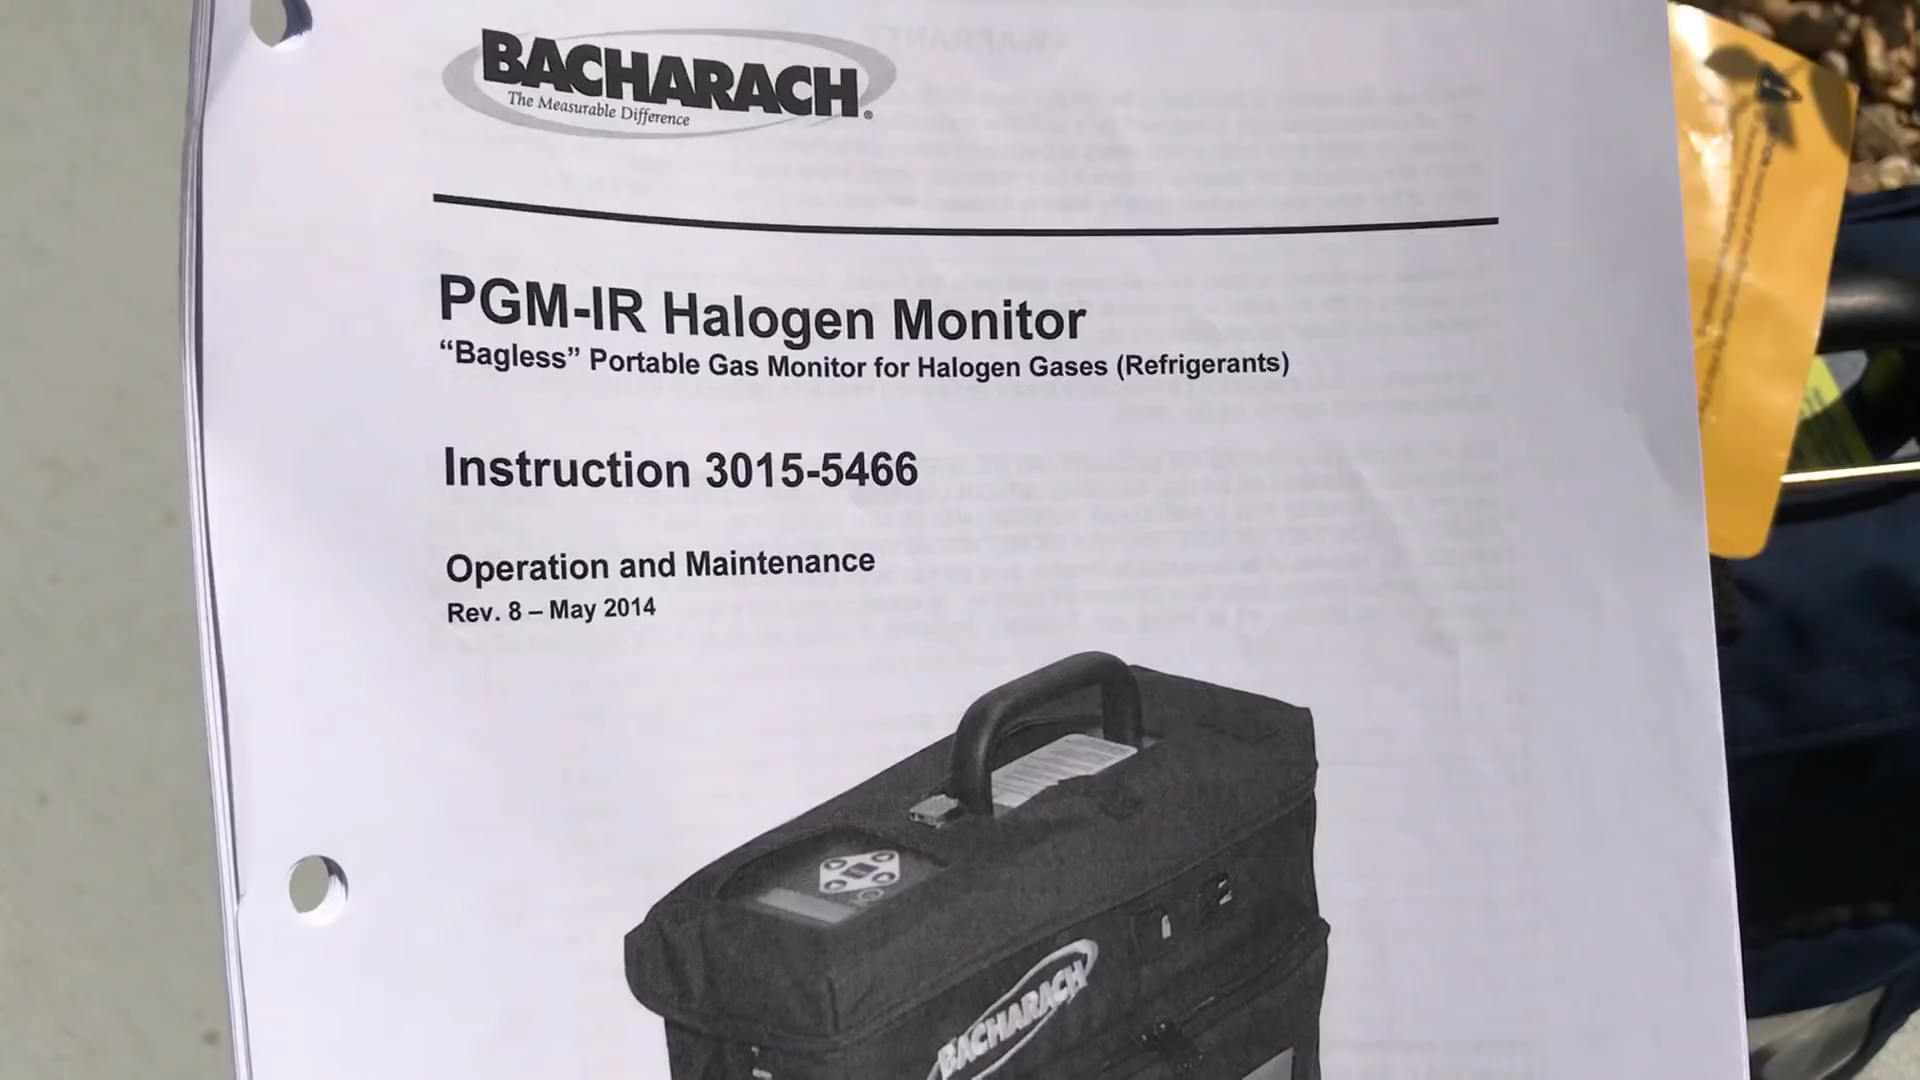 BACHARACH®
The Measurable Difference
PGM-IR Halogen Monitor
“Bagless” Portable Gas Monitor for Halogen Gases (Refrigerants)
Instruction 3015-5466
Operation and Maintenance
Rev. 8 – May 2014
BACHARACH